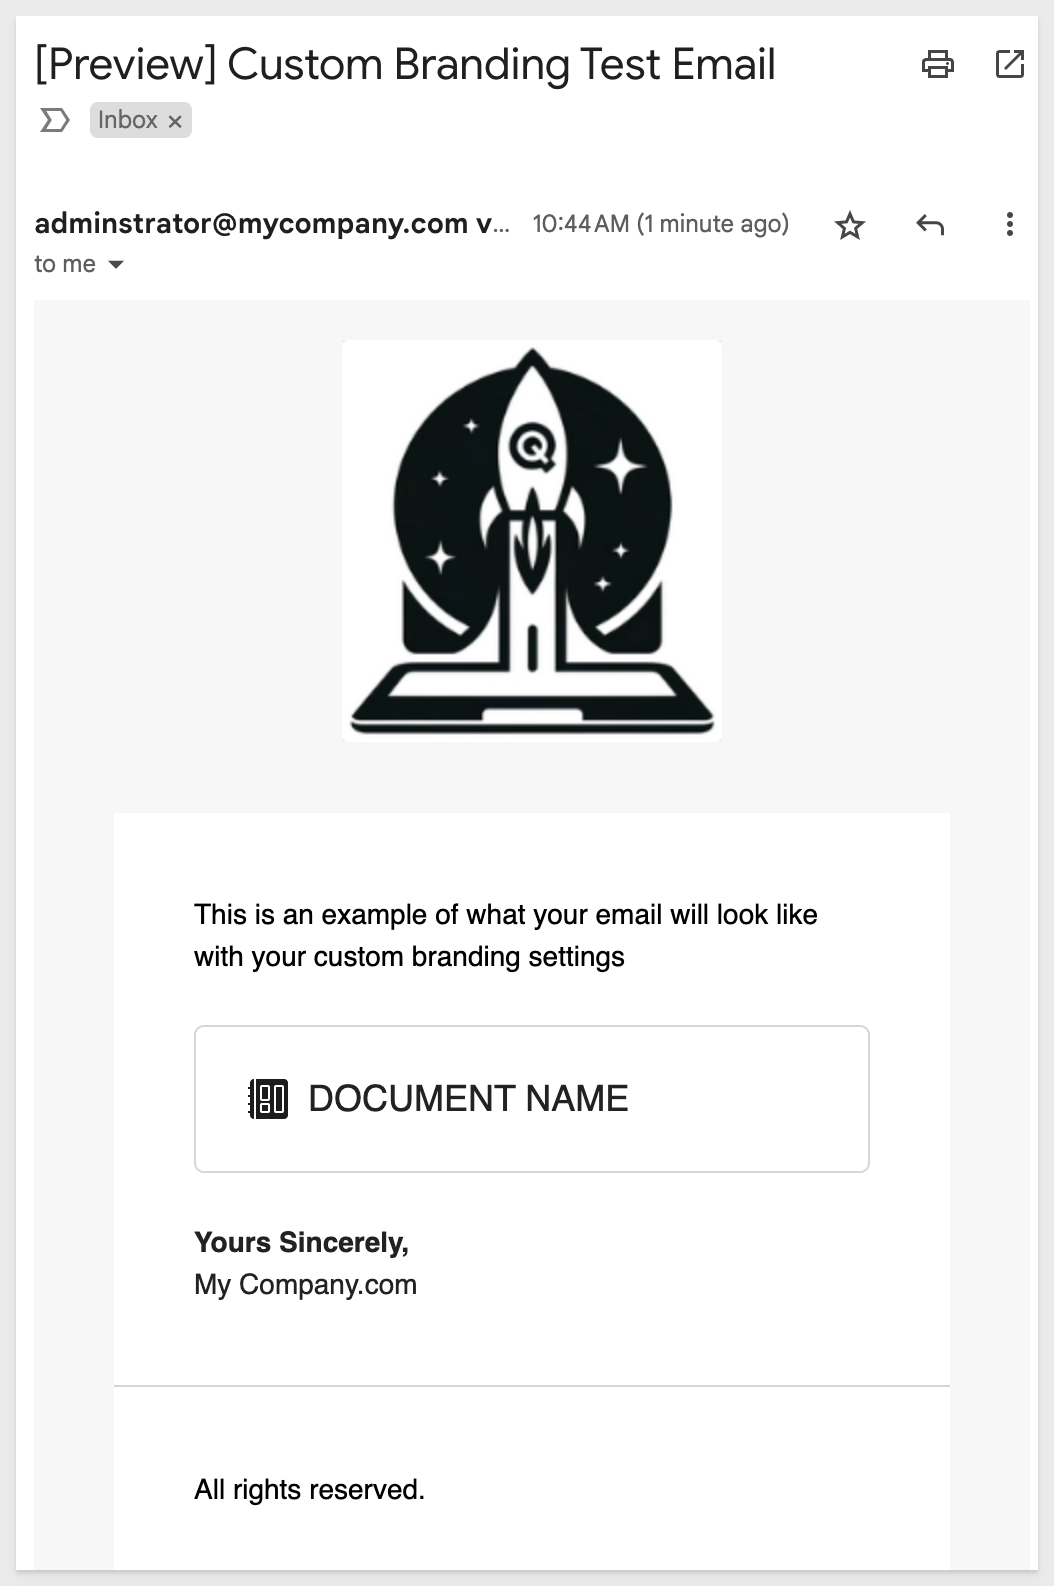 [Preview] Custom Branding Test Email
Inbox ×
adminstrator@mycompany.com v... 10:44 AM (1 minute ago)
to me
Q
This is an example of what your email will look like
with your custom branding settings
DOCUMENT NAME
Yours Sincerely,
My Company.com
All rights reserved.